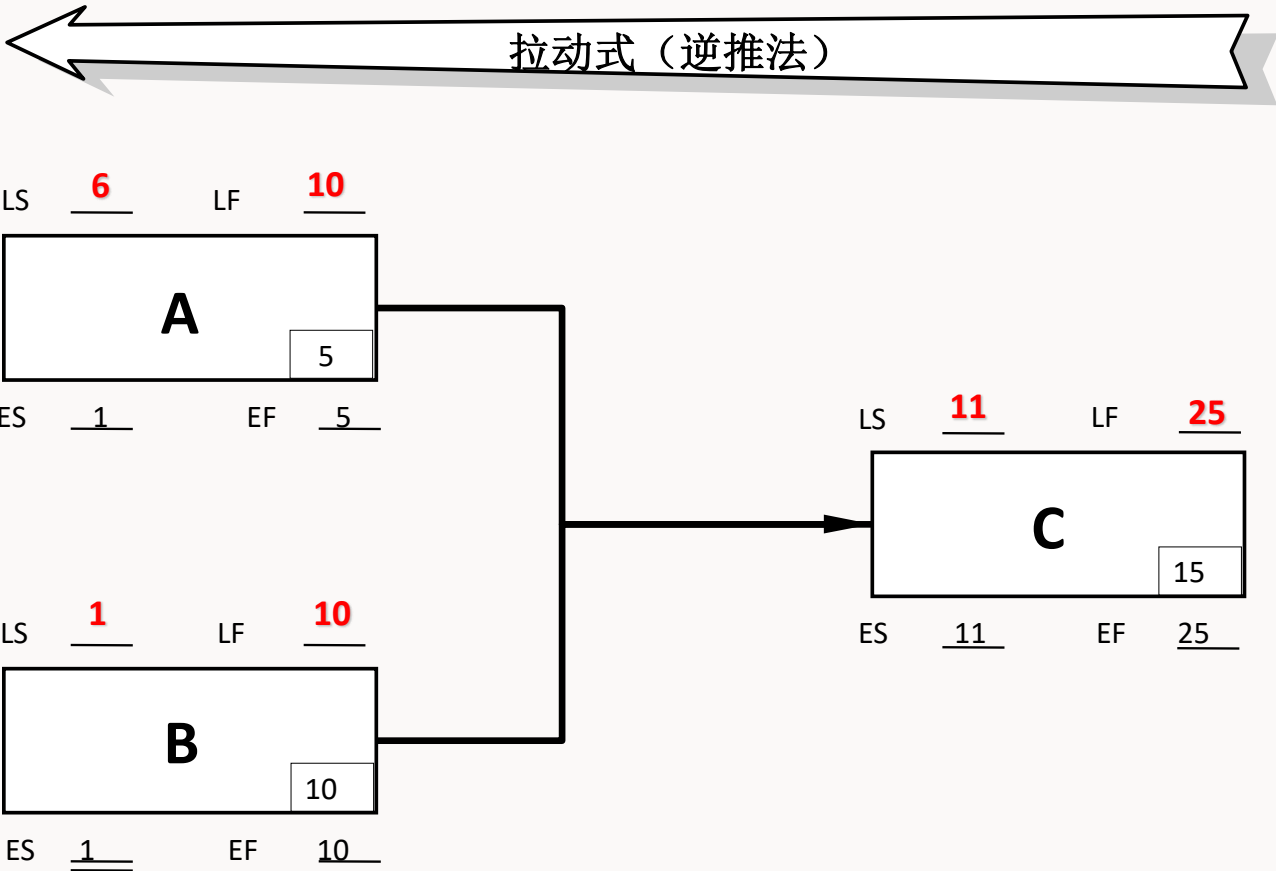 拉动式（逆推法）
LS 6 LF 10
A
5
ES 1 EF 5
LS 11 LF 25
C
15
ES 11 EF 25
LS 1 LF 10
B
10
ES 1 EF 10